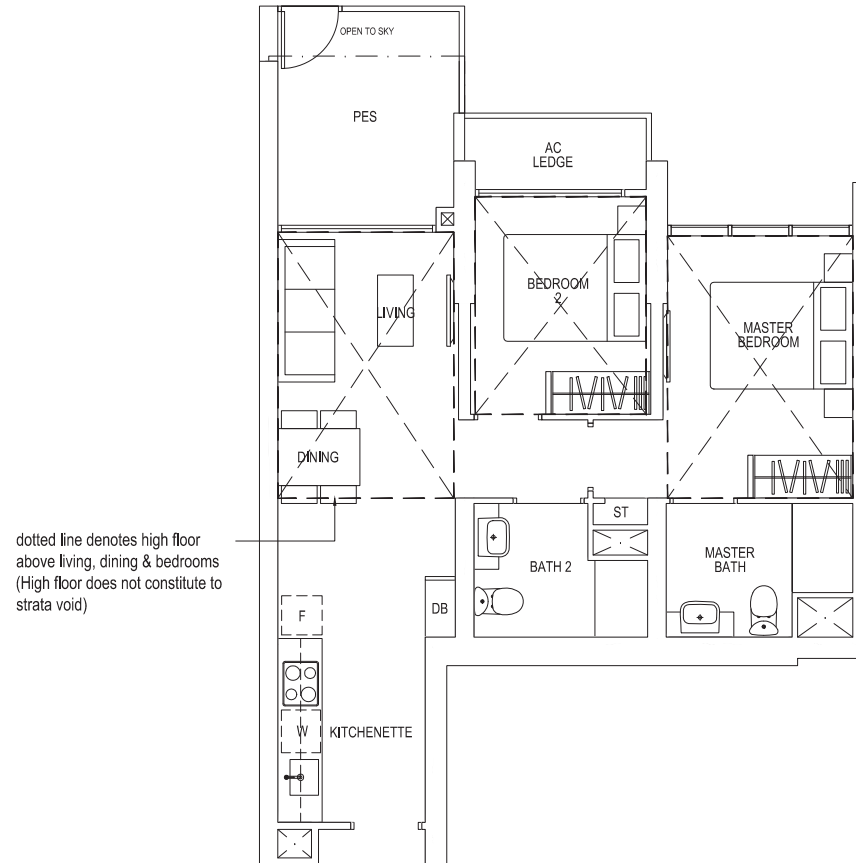 OPEN TO SKY
PES
AC
LEDGE
BEDROOM
2
LIVING
MASTER
BEDROOM
DINING
ST
dotted line denotes high floor
above living, dining & bedrooms
(High floor does not constitute to
strata void)
BATH 2
MASTER
BATH
DB
F
W
KITCHENETTE